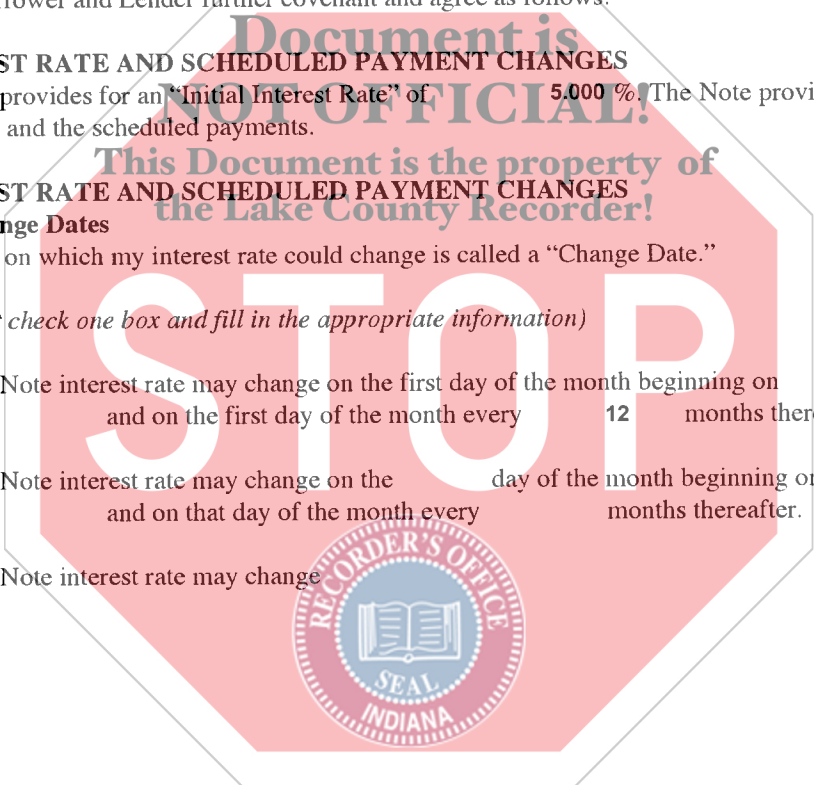 rower and Lender further covenant and agree as follows:
Document is
ST RATE AND SCHEDULED PAYMENT CHANGES
provides for an “Initial Interest Rate” of 5.000 %. The Note provi
NOT OFFICIAL!
and the scheduled payments.
This Document is the property of
ST RATE AND SCHEDULED PAYMENT CHANGES
the Lake County Recorder!
nge Dates
on which my interest rate could change is called a “Change Date.”
check one box and fill in the appropriate information)
STOP
Note interest rate may change on the first day of the month beginning on
and on the first day of the month every 12 months ther
Note interest rate may change on the day of the month beginning on
and on that day of the month every months thereafter.
Note interest rate may change
RECORDER'S OFFICE
SEAL
INDIANA